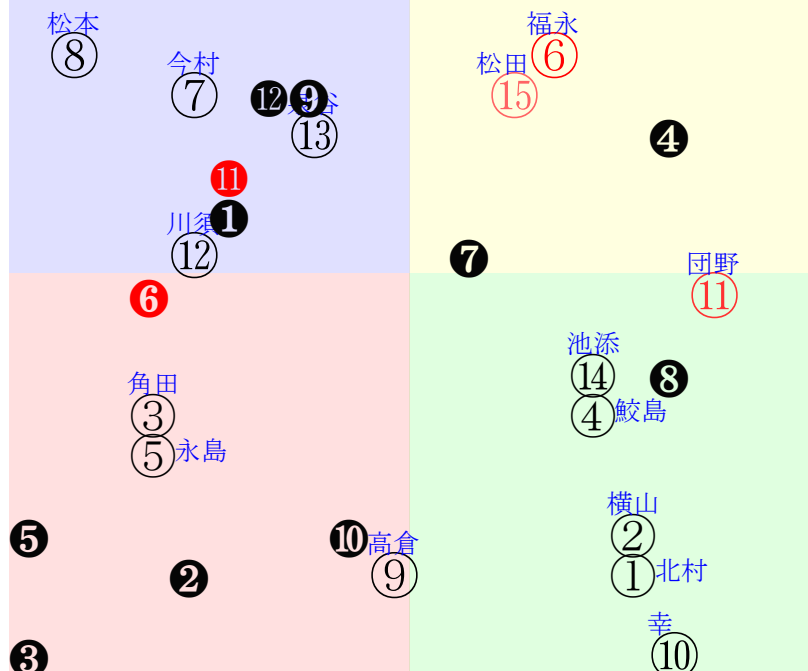 松本
⑧
福永
⑥
今村
⑦
松田
⑮
⓬
❾
谷
⑬
❹
⓫
川須
❶
⑫
❼
団野
⑪
❻
池添
⑭
❽
角田
③
④ 鮫島
⑤ 永島
横山
②
❺
❿ 高倉
⑨
❷
① 北村
幸
⑩
❸